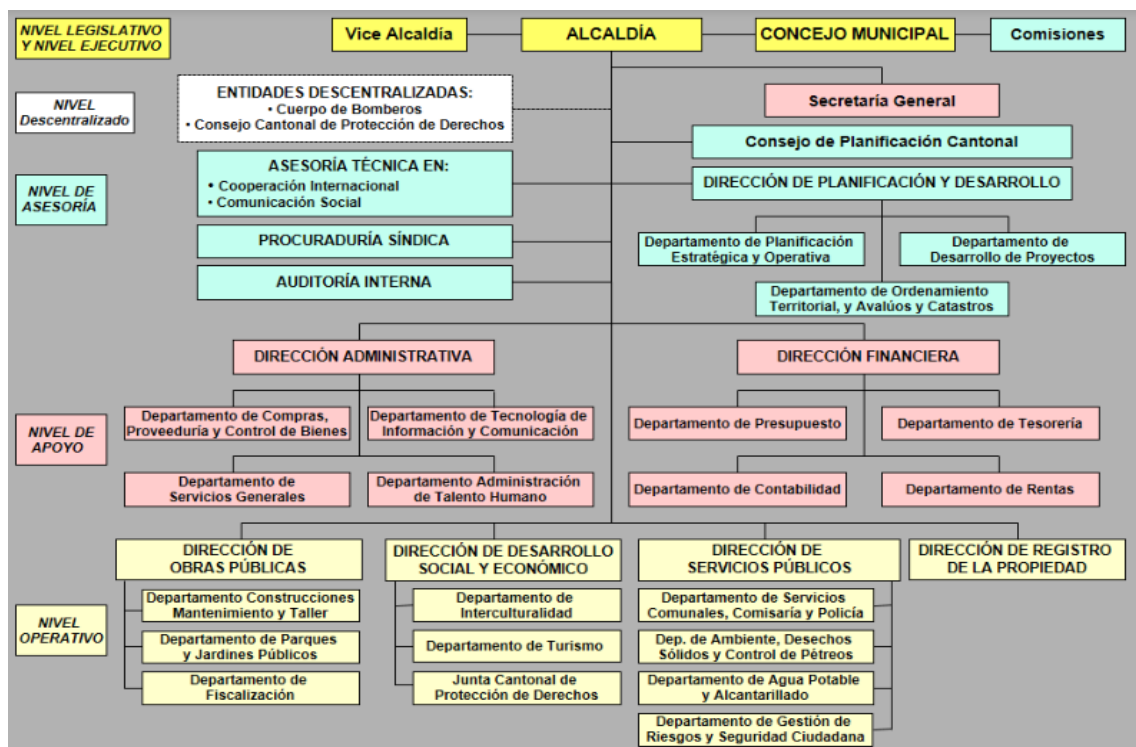 NIVEL LEGISLATIVO
Y NIVEL EJECUTIVO
Vice Alcaldía
ALCALDÍA
CONCEJO MUNICIPAL
Comisiones
NIVEL
Descentralizado
ENTIDADES DESCENTRALIZADAS:
• Cuerpo de Bomberos
• Consejo Cantonal de Protección de Derechos
Secretaría General
Consejo de Planificación Cantonal
NIVEL DE
ASESORÍA
ASESORÍA TÉCNICA EN:
• Cooperación Internacional
• Comunicación Social
DIRECCIÓN DE PLANIFICACIÓN Y DESARROLLO
PROCURADURÍA SÍNDICA
AUDITORÍA INTERNA
Departamento de Planificación
Estratégica y Operativa
Departamento de
Desarrollo de Proyectos
Departamento de Ordenamiento
Territorial, y Avalúos y Catastros
DIRECCIÓN ADMINISTRATIVA
DIRECCIÓN FINANCIERA
NIVEL DE
APOYO
Departamento de Compras,
Proveeduría y Control de Bienes
Departamento de Tecnología de
Información y Comunicación
Departamento de Presupuesto
Departamento de Tesorería
Departamento de
Servicios Generales
Departamento Administración
de Talento Humano
Departamento de Contabilidad
Departamento de Rentas
NIVEL
OPERATIVO
DIRECCIÓN DE
OBRAS PÚBLICAS
Departamento Construcciones
Mantenimiento y Taller
Departamento de Parques
y Jardines Públicos
Departamento de
Fiscalización
DIRECCIÓN DE DESARROLLO
SOCIAL Y ECONÓMICO
Departamento de
Interculturalidad
Departamento de Turismo
Junta Cantonal de
Protección de Derechos
DIRECCIÓN DE
SERVICIOS PÚBLICOS
Departamento de Servicios
Comunales, Comisaría y Policía
Dep. de Ambiente, Desechos
Sólidos y Control de Pétreos
Departamento de Agua Potable
y Alcantarillado
Departamento de Gestión de
Riesgos y Seguridad Ciudadana
DIRECCIÓN DE REGISTRO
DE LA PROPIEDAD